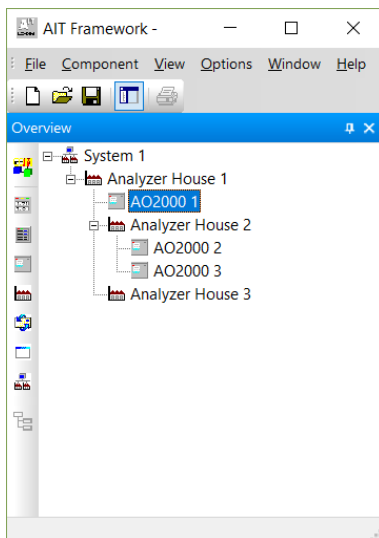 AIT Framework -
File Component View Options Window Help
Overview
System 1
Analyzer House 1
AO2000 1
Analyzer House 2
AO2000 2
AO2000 3
Analyzer House 3